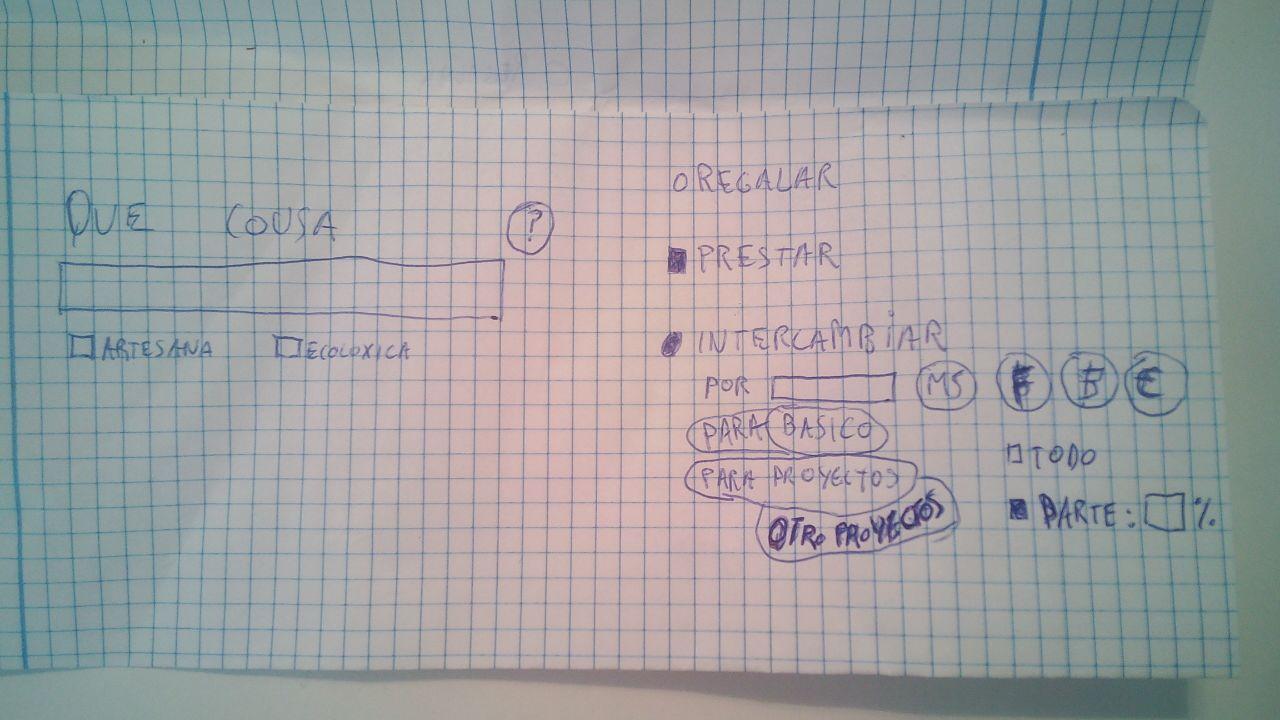 QUE COUSA ?
ARTESANA ECOLOXICA
REGALAR
PRESTAR
INTERCAMBIAR
POR MS Ƀ €
PARA BASICO
PARA PROYECTOS
OTRO PROYECTOS
TODO
PARTE: %